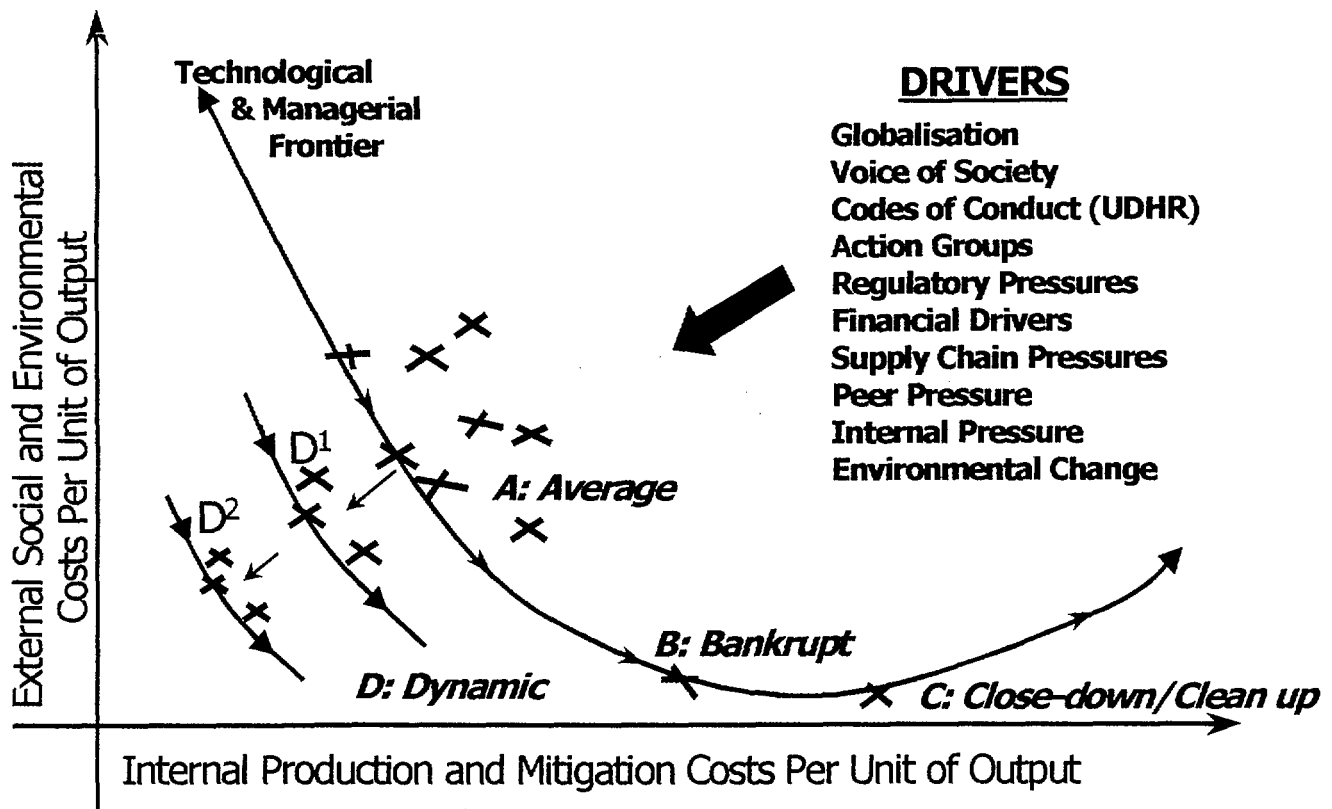 Technological
& Managerial
Frontier
DRIVERS
Globalisation
Voice of Society
Codes of Conduct (UDHR)
Action Groups
Regulatory Pressures
Financial Drivers
Supply Chain Pressures
Peer Pressure
Internal Pressure
Environmental Change
External Social and Environmental
Costs Per Unit of Output
D¹
D²
A: Average
B: Bankrupt
C: Close-down/Clean up
D: Dynamic
Internal Production and Mitigation Costs Per Unit of Output